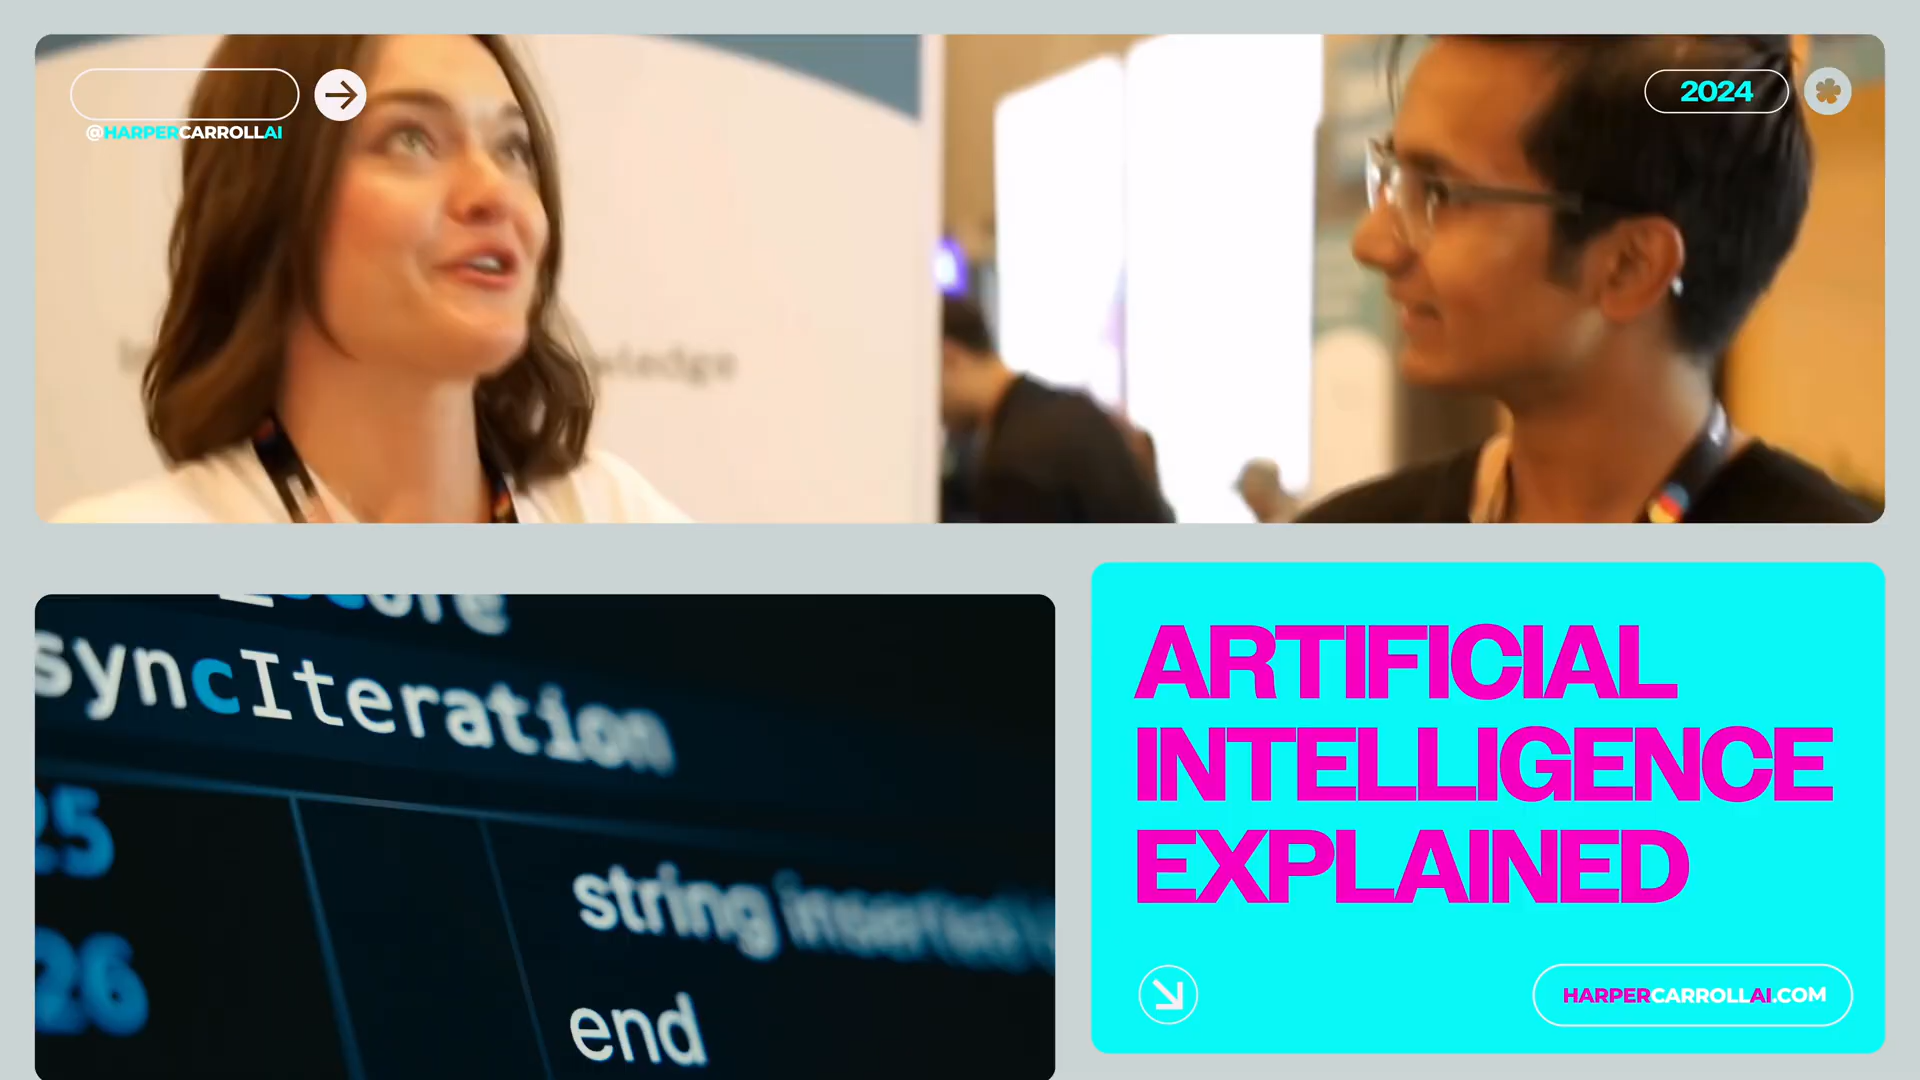 @HARPERCARROLLAI
2024
syncIteration
25
string
26
end
ARTIFICIAL
INTELLIGENCE
EXPLAINED
HARPERCARROLLAI.COM